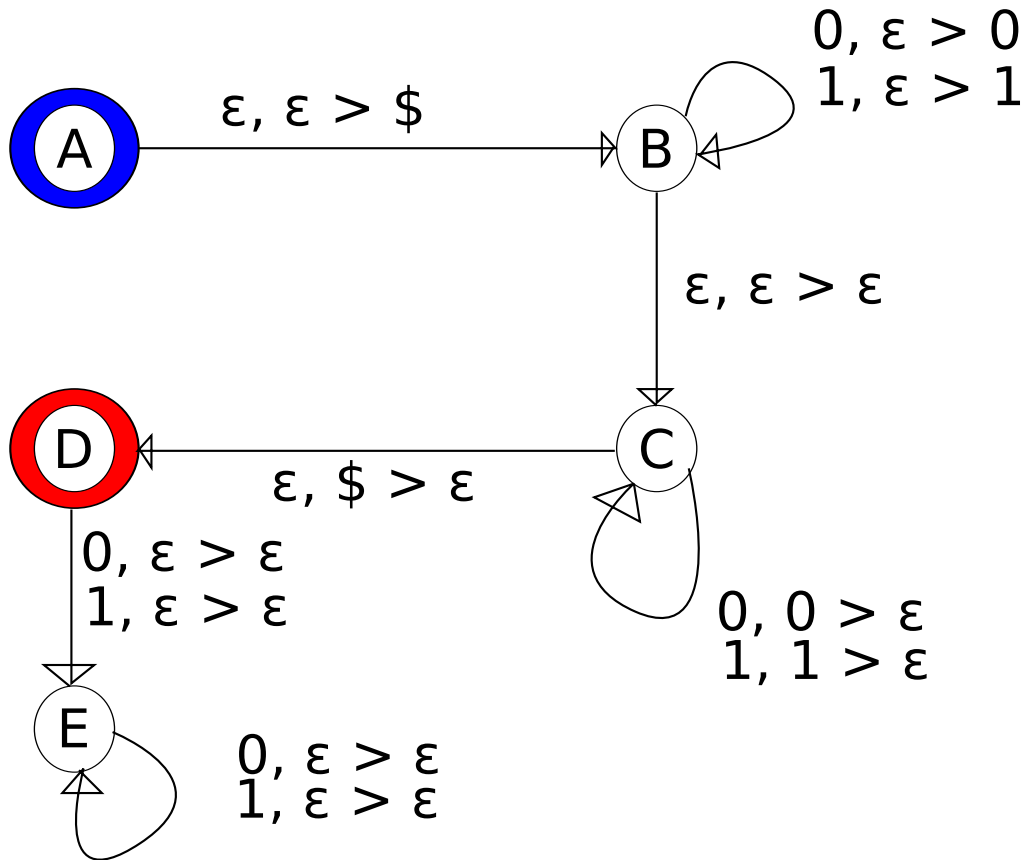 0, ε > 0
1, ε > 1
ε, ε > $
A
B
ε, ε > ε
D
C
ε, $ > ε
0, ε > ε
1, ε > ε
0, 0 > ε
1, 1 > ε
E
0, ε > ε
1, ε > ε